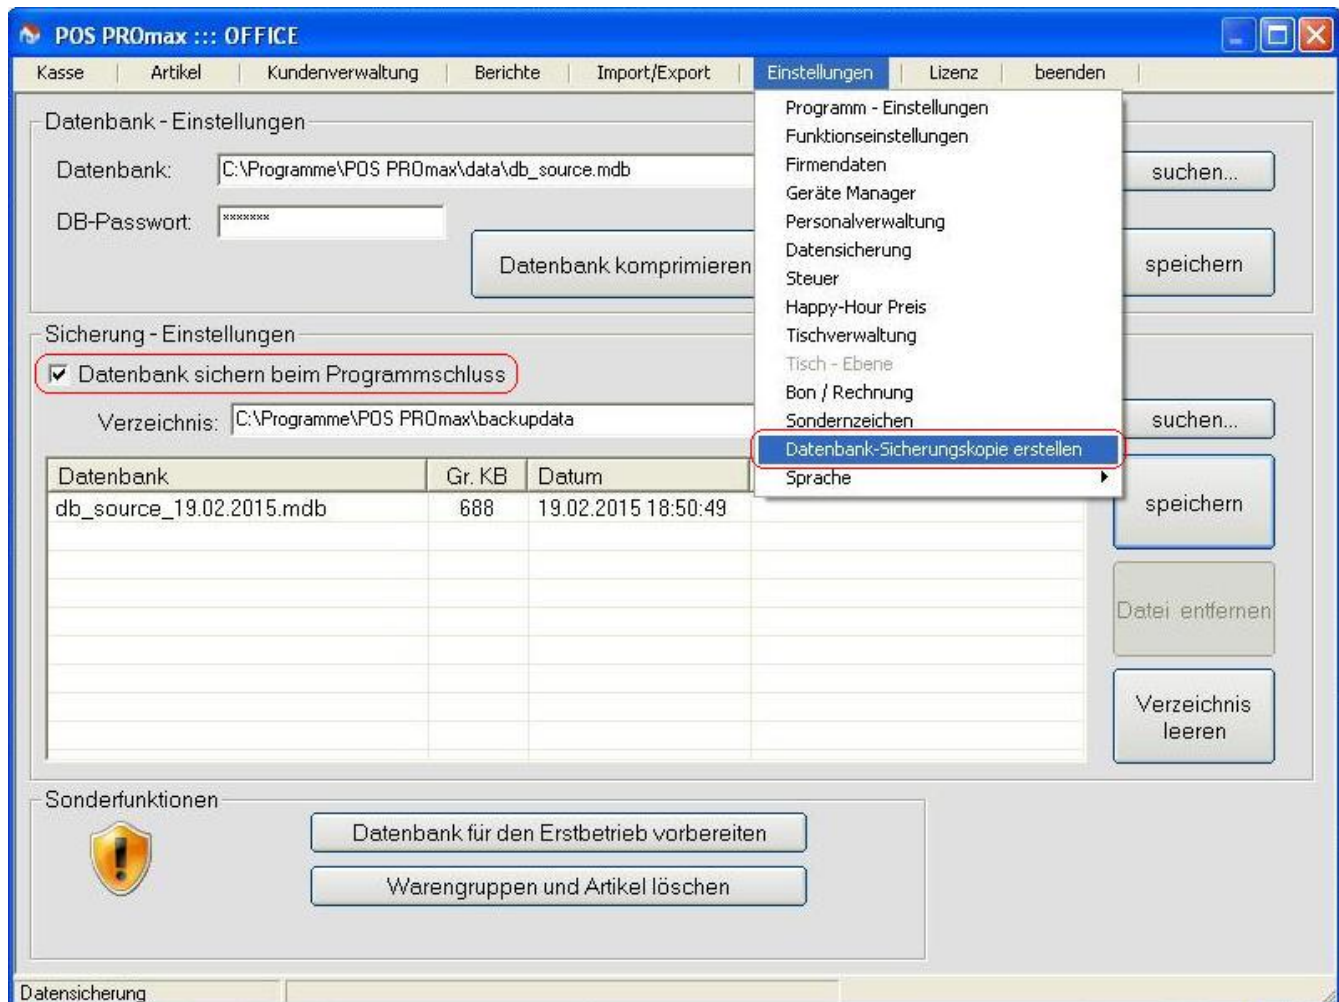 POS PROmax ::: OFFICE
Kasse Artikel Kundenverwaltung Berichte Import/Export Einstellungen Lizenz beenden
Datenbank - Einstellungen
Datenbank: C:\Programme\POS PROmax\data\db_source.mdb suchen...
DB-Passwort: xxxxxxx
Datenbank komprimieren speichern
Programm - Einstellungen
Funktionseinstellungen
Firmendaten
Geräte Manager
Personalverwaltung
Datensicherung
Steuer
Happy-Hour Preis
Tischverwaltung
Tisch - Ebene
Bon / Rechnung
Sondernzeichen
Datenbank-Sicherungskopie erstellen
Sprache
Sicherung - Einstellungen
Datenbank sichern beim Programmschluss
Verzeichnis: C:\Programme\POS PROmax\backupdata suchen...
Datenbank Gr. KB Datum
db_source_19.02.2015.mdb 688 19.02.2015 18:50:49
speichern
Datei entfernen
Verzeichnis
leeren
Sonderfunktionen
Datenbank für den Erstbetrieb vorbereiten
Warengruppen und Artikel löschen
Datensicherung